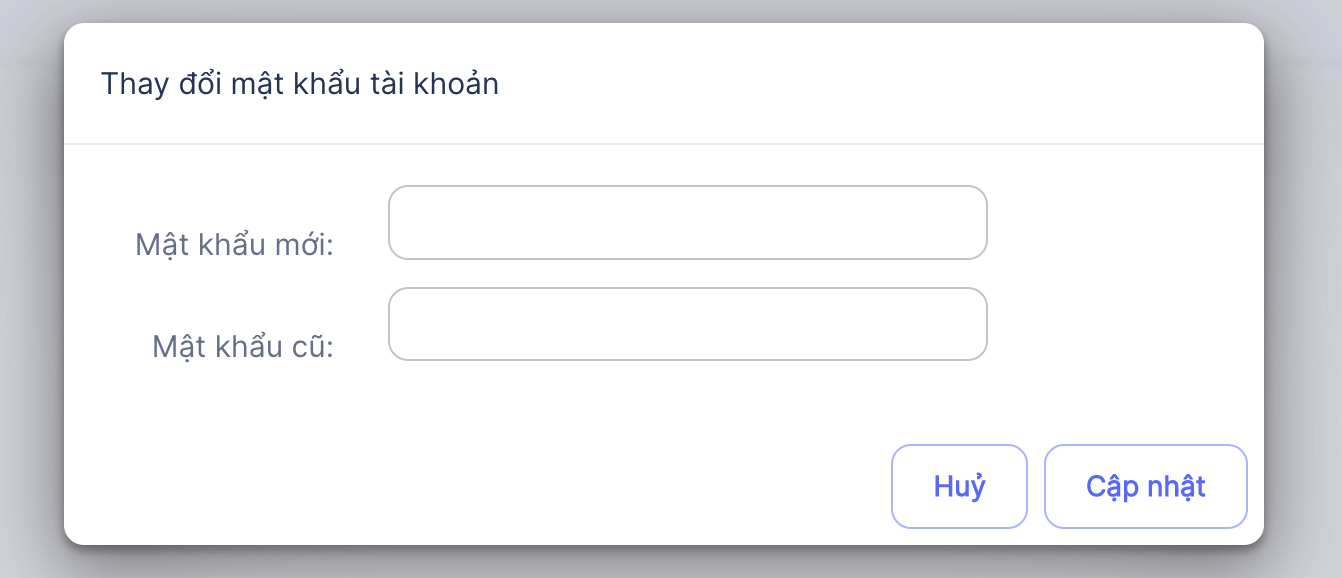 Thay đổi mật khẩu tài khoản
Mật khẩu mới:
Mật khẩu cũ:
Huỷ
Cập nhật